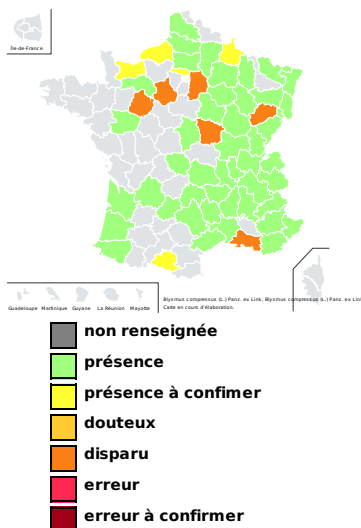 Île-de-France
Guadeloupe Martinique Guyane La Réunion Mayotte
Blysmus compressus (L.) Panz. ex Link, Blysmus compressus (L.) Panz. ex Link
Carte en cours d'élaboration.
non renseignée
présence
présence à confimer
douteux
disparu
erreur
erreur à confirmer